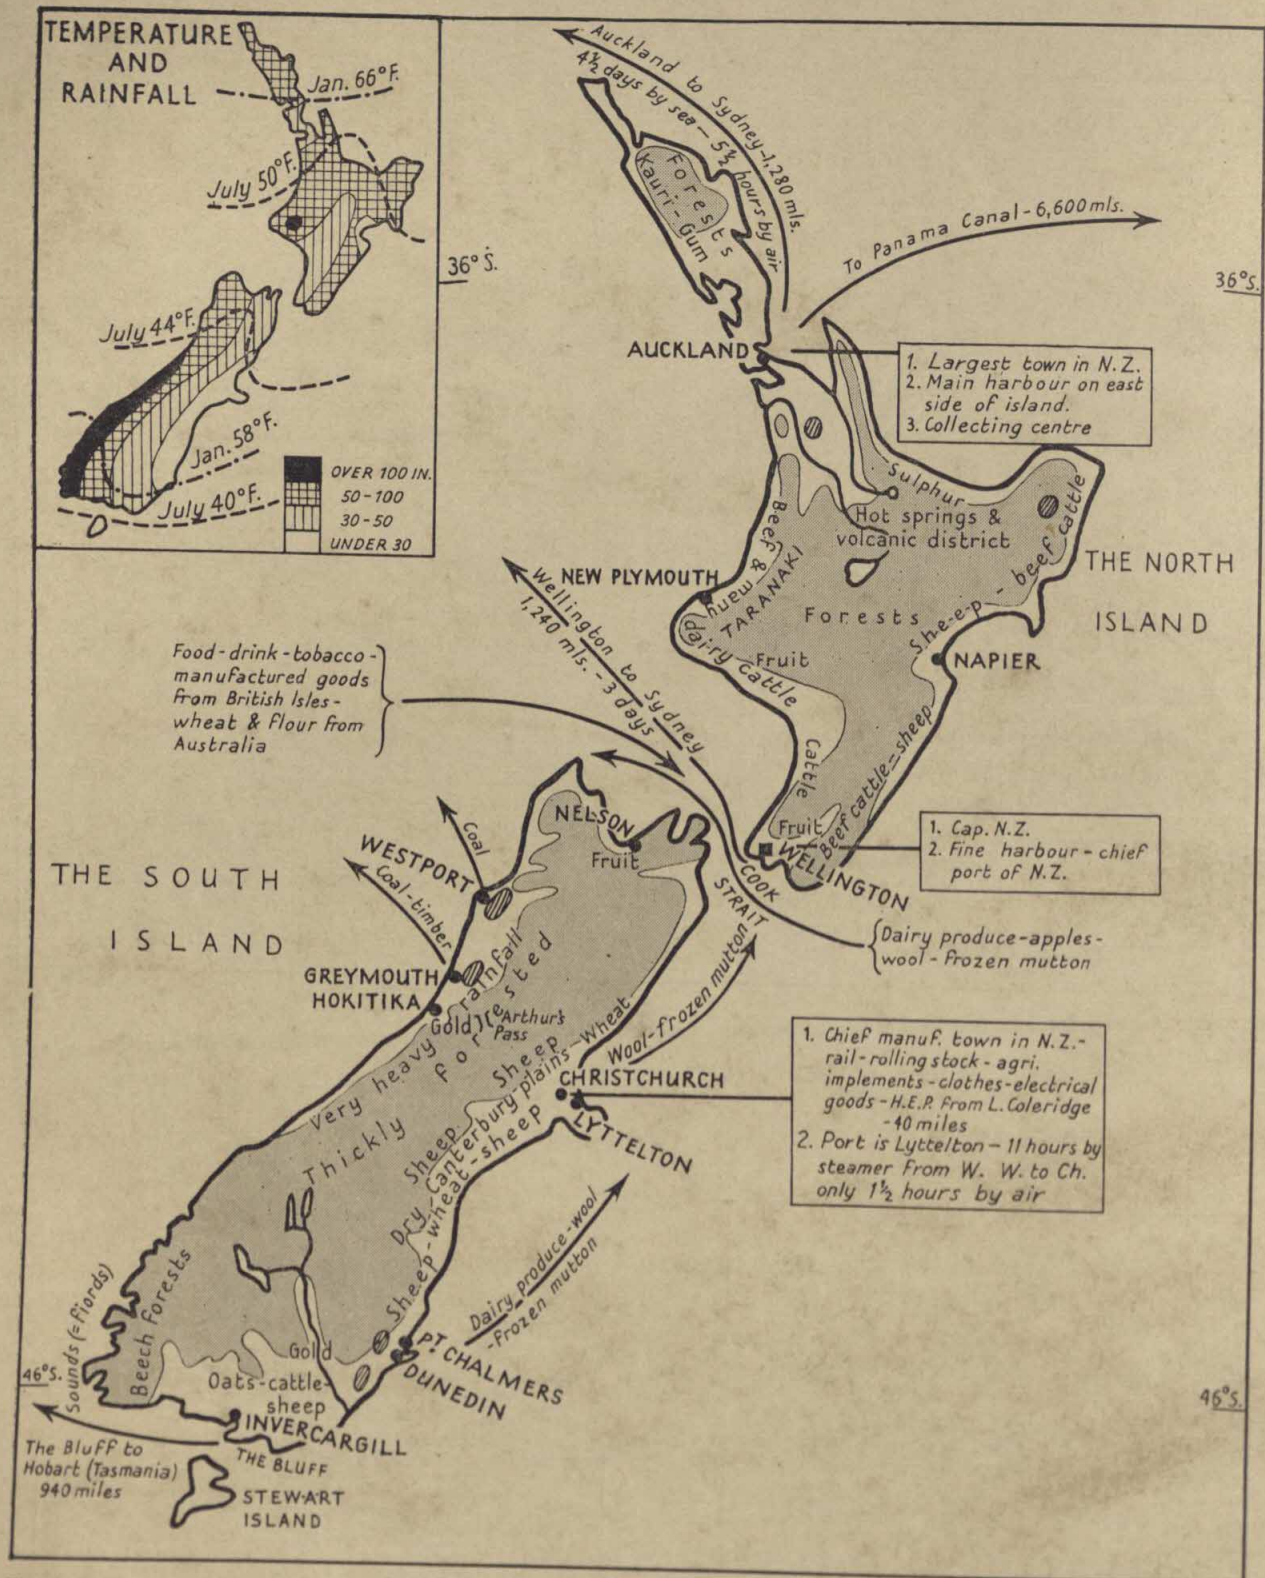 TEMPERATURE
AND
RAINFALL
Jan. 66°F.
July 50°F.
July 44°F.
Jan. 58°F.
July 40°F.
OVER 100 IN.
50-100
30-50
UNDER 30
Auckland to Sydney-1,280 mls.
4½ days by sea - 5½ hours by air
Forests
Kauri-Gum
To Panama Canal - 6,600 mls.
36° S.
36°S.
AUCKLAND
1. Largest town in N.Z.
2. Main harbour on east
side of island.
3. Collecting centre
Sulphur
Hot springs &
volcanic district
Beef & many
dairy cattle
TARANAKI
NEW PLYMOUTH
Forests
Sheep - beef cattle
THE NORTH
ISLAND
Fruit
NAPIER
Wellington to Sydney
1,240 mls. - 3 days
Food-drink-tobacco-
manufactured goods
from British Isles-
wheat & flour from
Australia
Cattle
Beef cattle-sheep
Fruit
WELLINGTON
1. Cap. N.Z.
2. Fine harbour - chief
port of N.Z.
COOK
STRAIT
Dairy produce-apples-
wool-frozen mutton
THE SOUTH
ISLAND
NELSON
Fruit
Coal
WESTPORT
Coal-timber
GREYMOUTH
HOKITIKA
Gold
Arthur's
Pass
Very heavy rainfall
Thickly forested
Sheep
Sheep
Dry-Canterbury-plains-wheat
Sheep-wheat-sheep
Wool-frozen mutton
CHRISTCHURCH
LYTTELTON
1. Chief manuf. town in N.Z.-
rail-rolling stock-agri.
implements-clothes-electrical
goods-H.E.P. from L. Coleridge
-40 miles
2. Port is Lyttelton - 11 hours by
steamer from W. W. to Ch.
only 1½ hours by air
Dairy produce-wool
-frozen mutton
Sounds (=fiords)
Beech forests
Gold
Oats-cattle-
sheep
PT CHALMERS
DUNEDIN
46°S.
46°S.
INVERCARGILL
THE BLUFF
The Bluff to
Hobart (Tasmania)
940 miles
STEWART
ISLAND